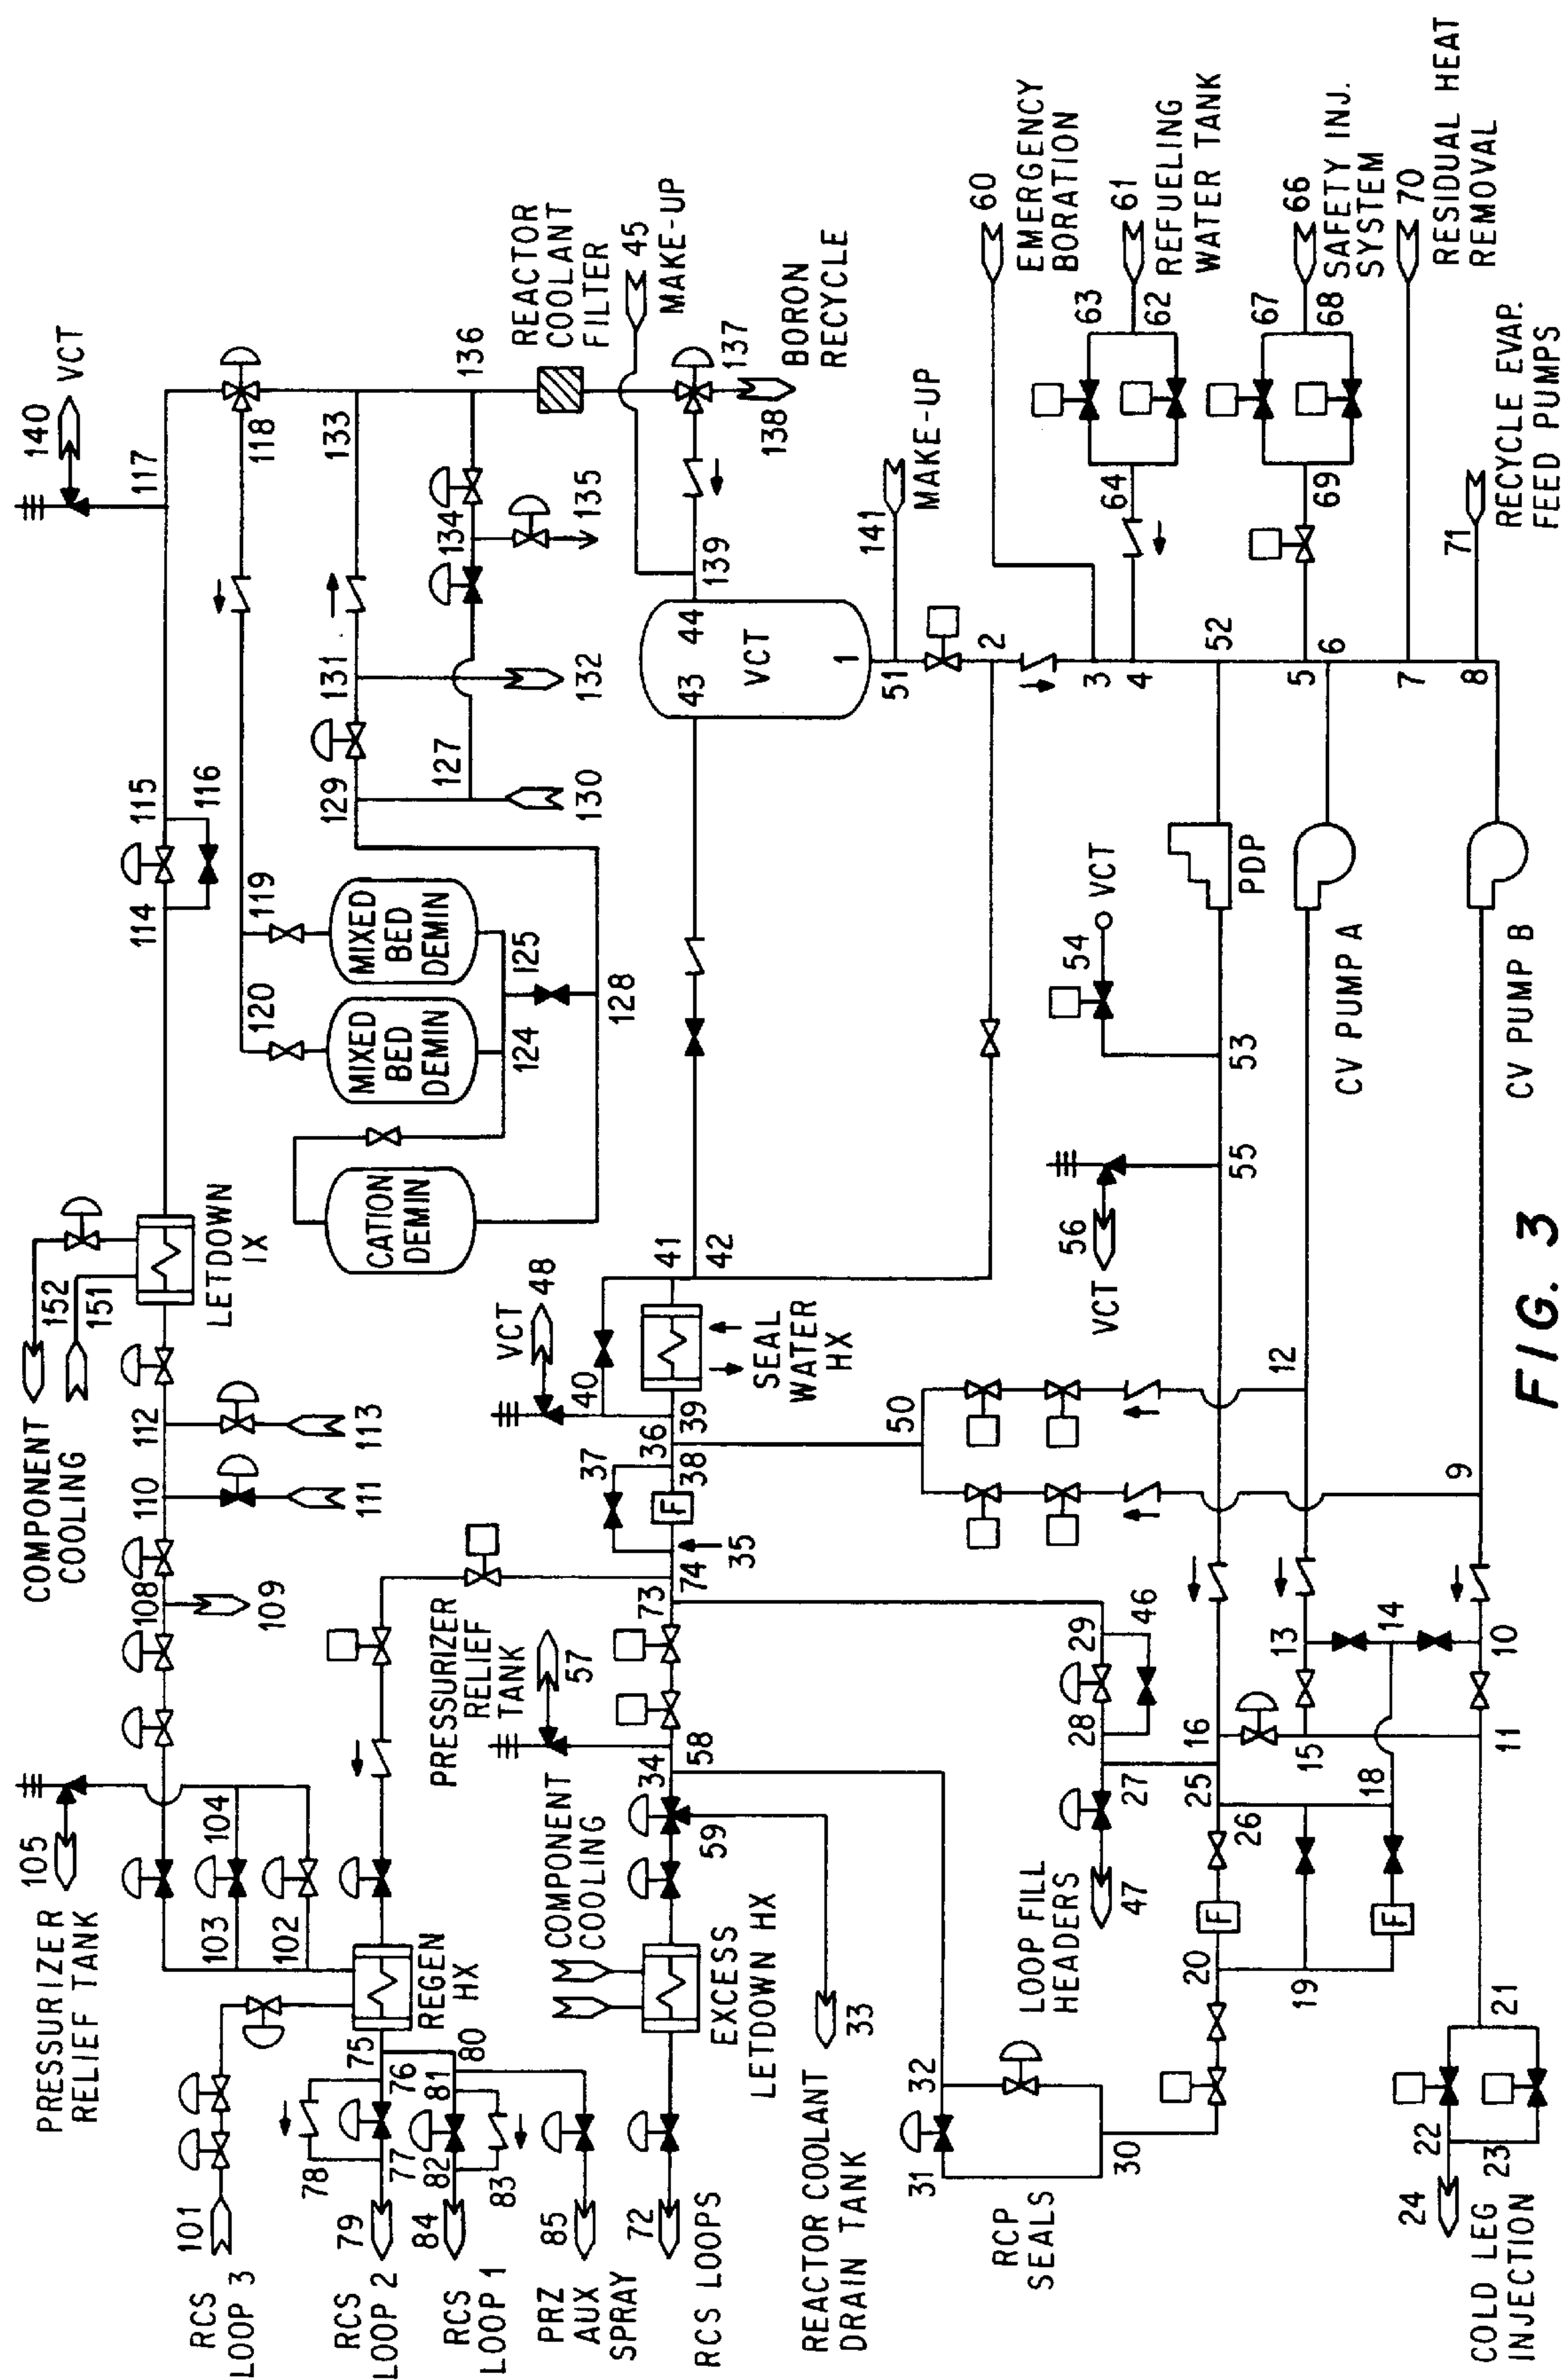 140
VCT
117
118
115
114
116
119
120
MIXED
BED
DEMIN
MIXED
BED
DEMIN
CATION
DEMIN
124
125
128
129
127
130
131
132
133
134
135
136
REACTOR
COOLANT
FILTER
45
MAKE-UP
137
BORON
RECYCLE
138
139
44
43
VCT
1
51
141
MAKE-UP
2
3
4
60
EMERGENCY
BORATION
63
61
62
REFUELING
WATER TANK
64
67
66
68
SAFETY INJ.
SYSTEM
69
70
RESIDUAL HEAT
REMOVAL
52
5
6
7
8
71
RECYCLE EVAP.
FEED PUMPS
PDP
CV PUMP A
CV PUMP B
VCT
54
53
55
56
VCT
COMPONENT
COOLING
152
151
LETDOWN
IX
112
113
110
111
108
109
105
PRESSURIZER
RELIEF TANK
104
103
102
REGEN
HX
101
RCS
LOOP 3
75
76
77
78
79
RCS
LOOP 2
80
81
82
83
84
RCS
LOOP 1
85
PRZ
AUX
SPRAY
72
RCS LOOPS
EXCESS
LETDOWN HX
COMPONENT
COOLING
PRESSURIZER
RELIEF
TANK
57
58
34
59
33
REACTOR COOLANT
DRAIN TANK
73
74
35
F
37
38
36
39
40
VCT
48
41
42
SEAL
WATER
HX
50
12
9
29
46
28
27
47
LOOP FILL
HEADERS
16
25
26
15
13
14
10
11
18
F
F
20
19
21
22
23
24
COLD LEG
INJECTION
30
31
32
RCP
SEALS
FIG. 3